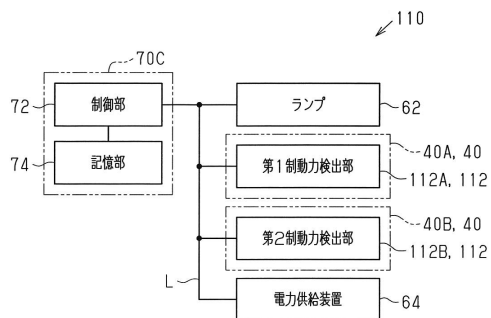 110
70C
72
制御部
ランプ
62
74
記憶部
40A, 40
第1制動力検出部
112A, 112
40B, 40
第2制動力検出部
112B, 112
L
電力供給装置
64